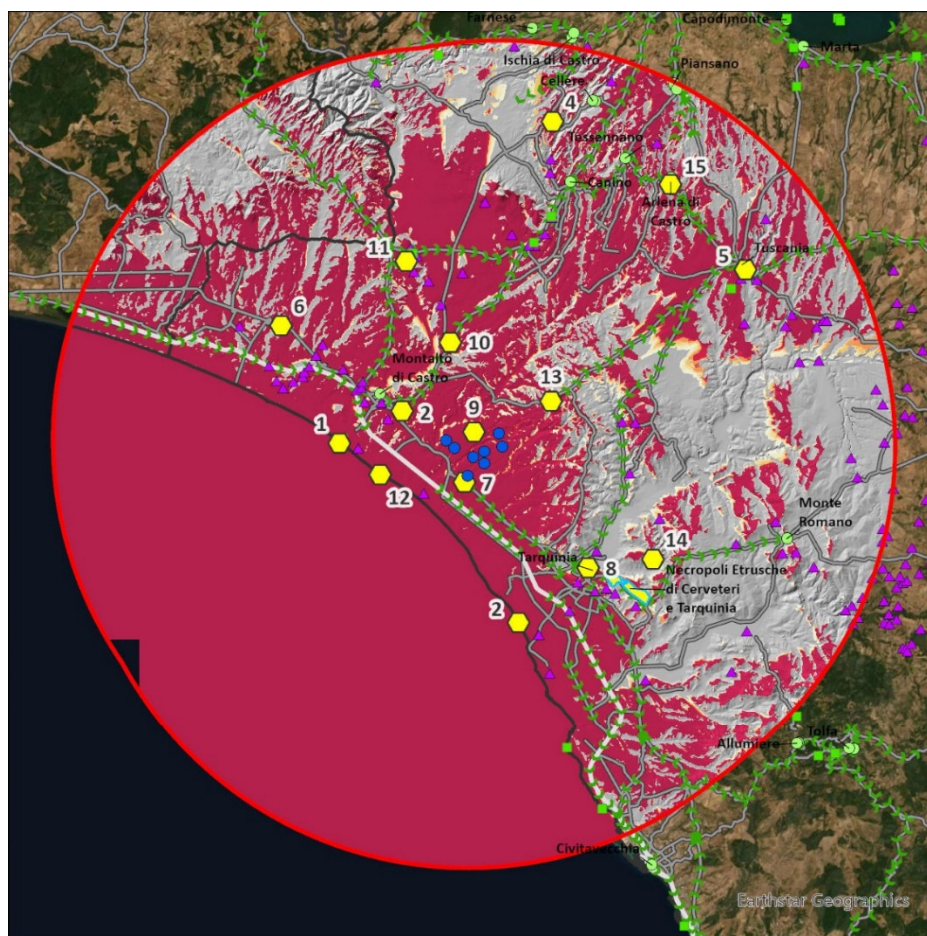 Farnese
Capodimonte
Marta
Ischia di Castro
Cellere
Piansano
4
Tessennano
Canino
15
Arlena di
Castro
11
5
Tuscania
6
10
Montalto
di Castro
13
2
9
1
7
12
Monte
Romano
14
Tarquinia
8
Necropoli Etrusche
di Cerveteri
e Tarquinia
2
Allumiere
Tolfa
Civitavecchia
Earthstar Geographics